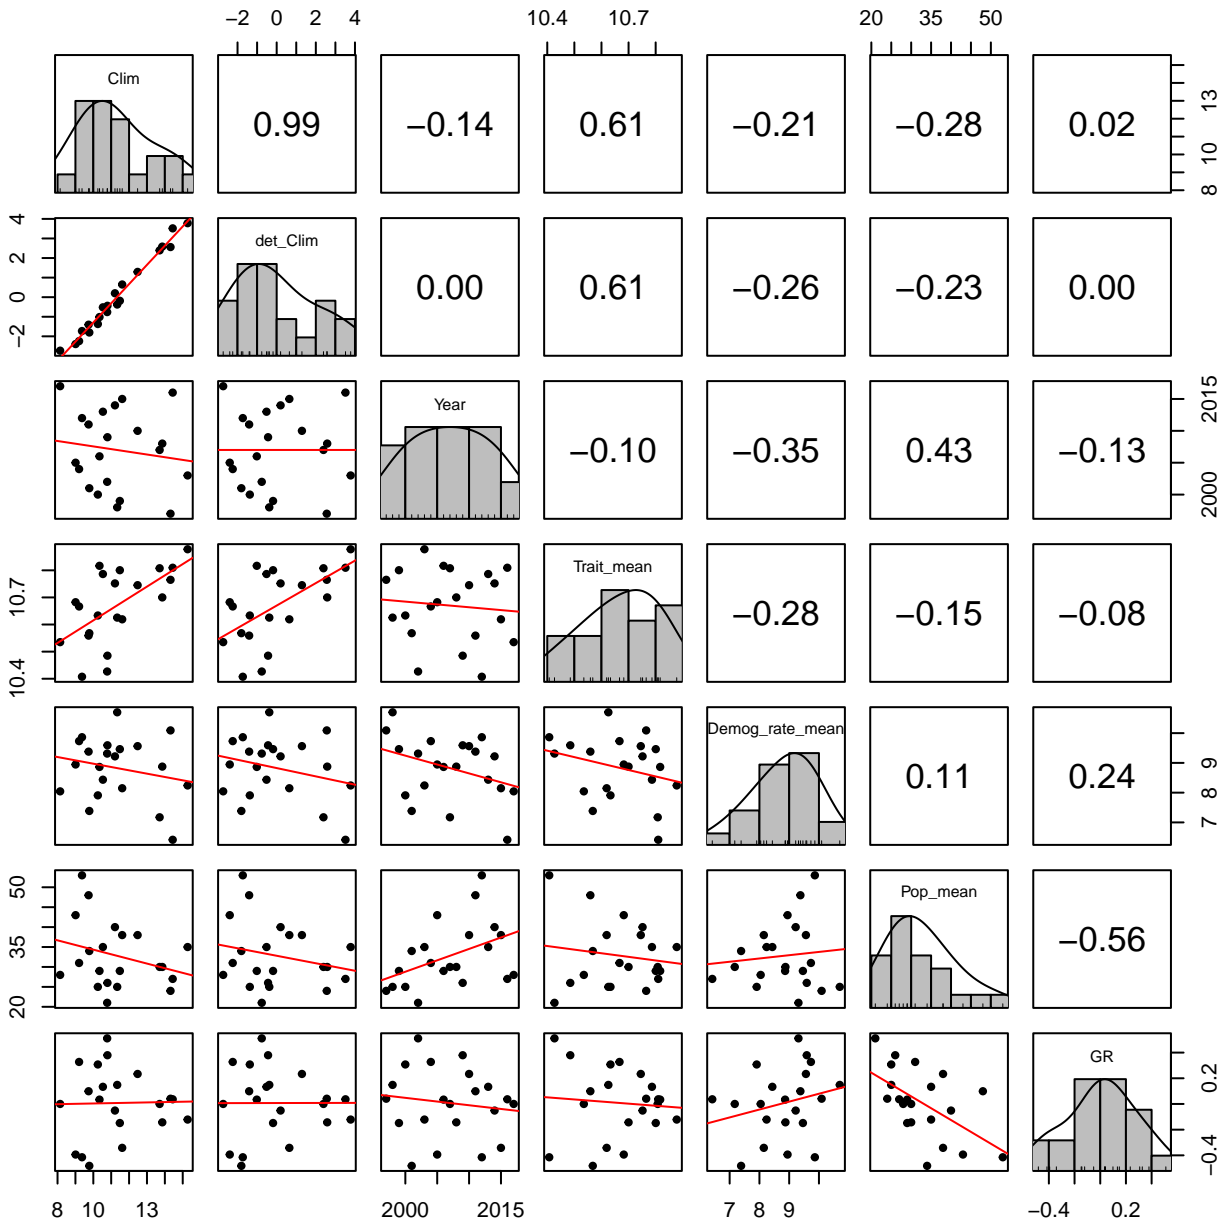 −2 0 2 4 10.4 10.7 20 35 50
Clim 0.99 −0.14 0.61 −0.21 −0.28 0.02 8 10 13
−2 0 2 4 det_Clim 0.00 0.61 −0.26 −0.23 0.00
Year −0.10 −0.35 0.43 −0.13 2000 2015
10.4 10.7 Trait_mean −0.28 −0.15 −0.08
Demog_rate_mean 0.11 0.24 7 8 9
20 35 50 Pop_mean −0.56
GR −0.4 0.2
8 10 13 2000 2015 7 8 9 −0.4 0.2